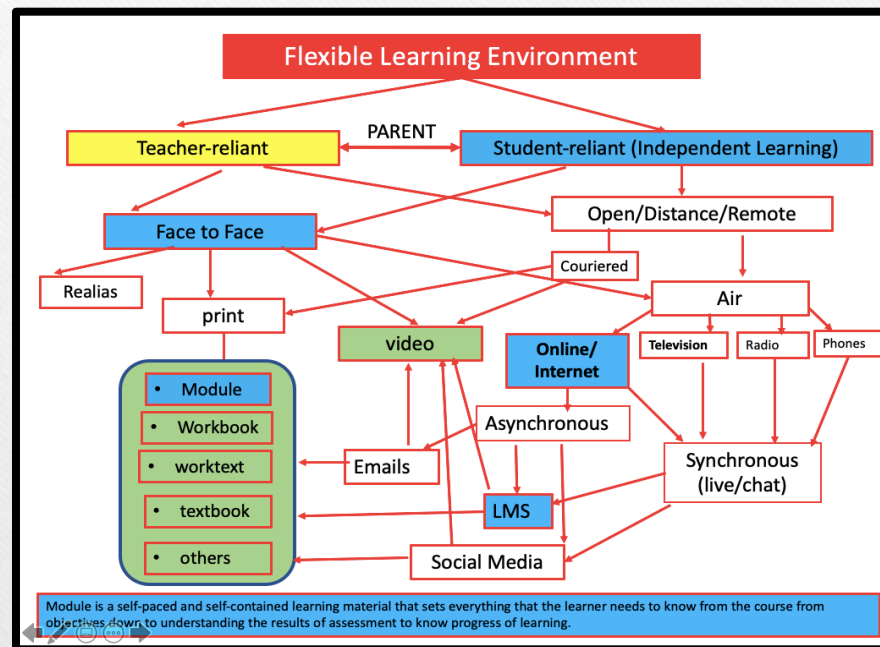 Flexible Learning Environment
PARENT
Teacher-reliant
Student-reliant (Independent Learning)
Open/Distance/Remote
Face to Face
Couriered
Realias
Air
print
video
Online/
Internet
Television
Radio
Phones
• Module
• Workbook
• worktext
• textbook
• others
Asynchronous
Emails
Synchronous
(live/chat)
LMS
Social Media
Module is a self-paced and self-contained learning material that sets everything that the learner needs to know from the course from
objectives down to understanding the results of assessment to know progress of learning.